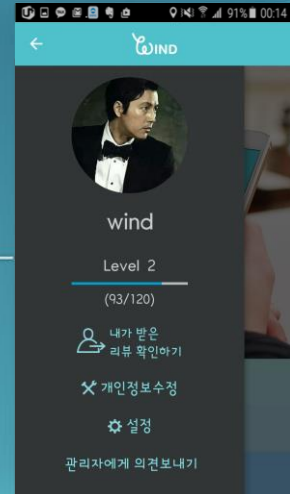 91% 00:14
WIND
wind
Level 2
(93/120)
내가 받은
리뷰 확인하기
개인정보수정
설정
관리자에게 의견보내기